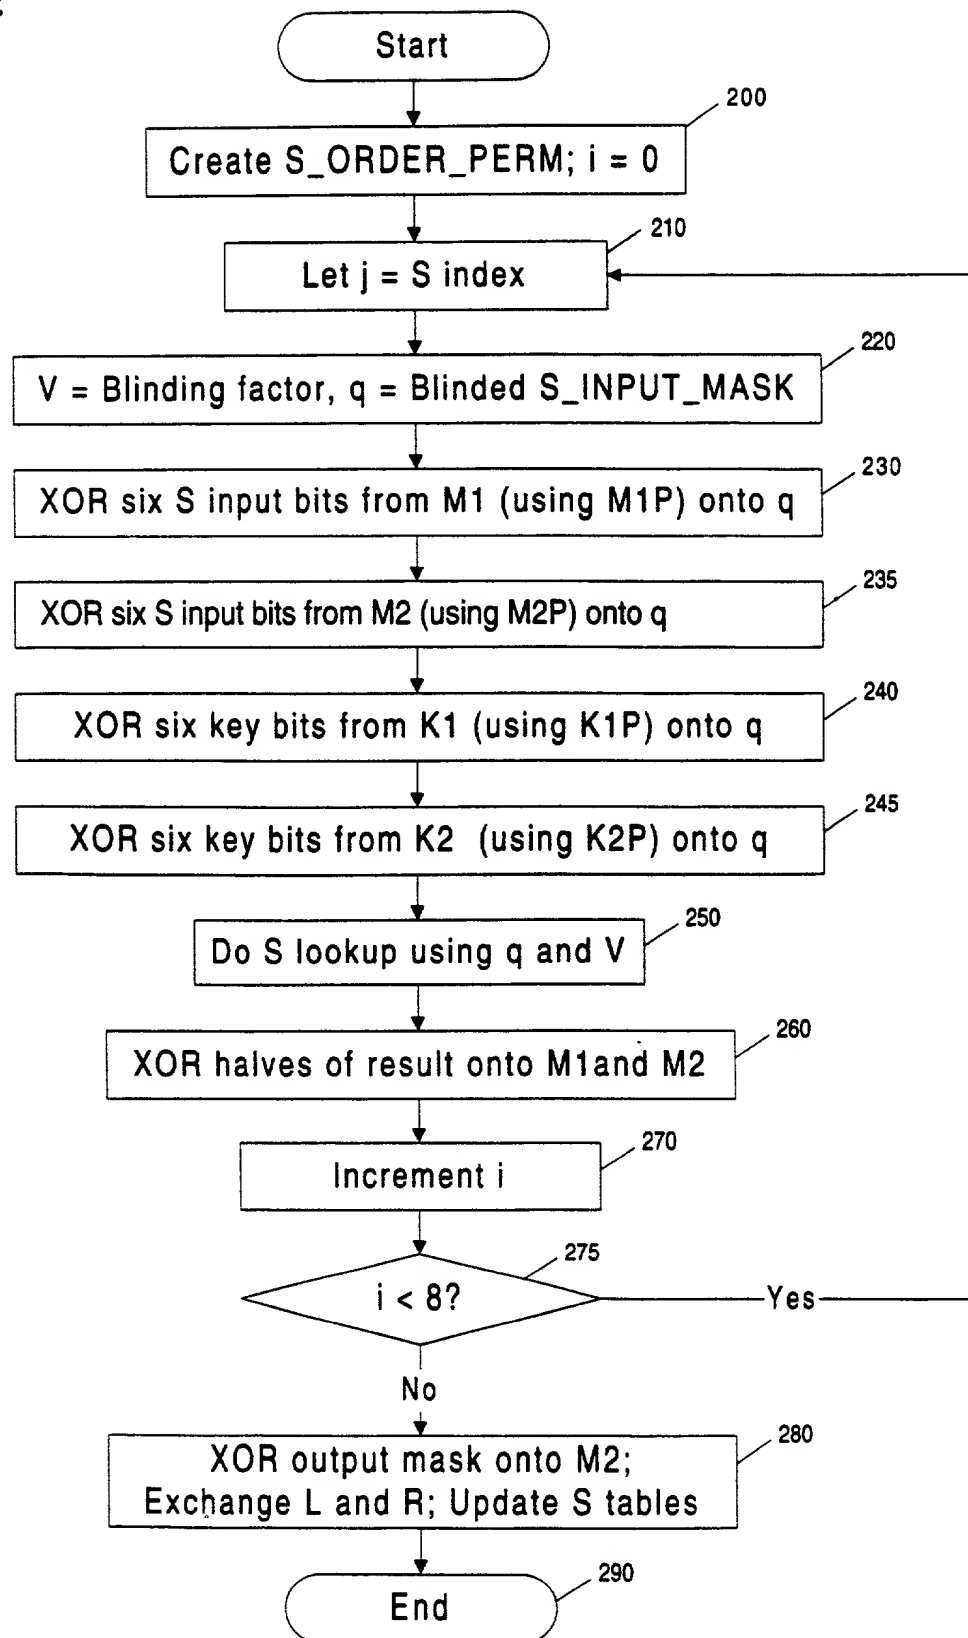 Start
200
Create S_ORDER_PERM; i = 0
210
Let j = S index
220
V = Blinding factor, q = Blinded S_INPUT_MASK
230
XOR six S input bits from M1 (using M1P) onto q
235
XOR six S input bits from M2 (using M2P) onto q
240
XOR six key bits from K1 (using K1P) onto q
245
XOR six key bits from K2 (using K2P) onto q
250
Do S lookup using q and V
260
XOR halves of result onto M1and M2
270
Increment i
275
i < 8?
Yes
No
280
XOR output mask onto M2;
Exchange L and R; Update S tables
290
End